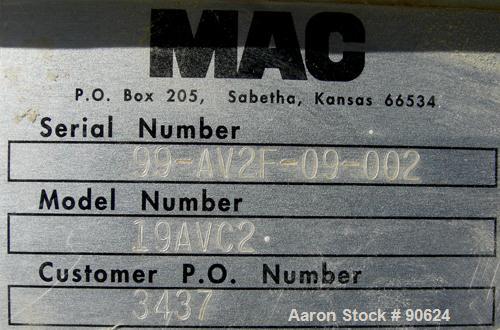 MAC
P.O. Box 205, Sabetha, Kansas 66534
Serial Number
99-AV2F-09-002
Model Number
19AVC2
Customer P.O. Number
3437
Aaron Stock # 90624